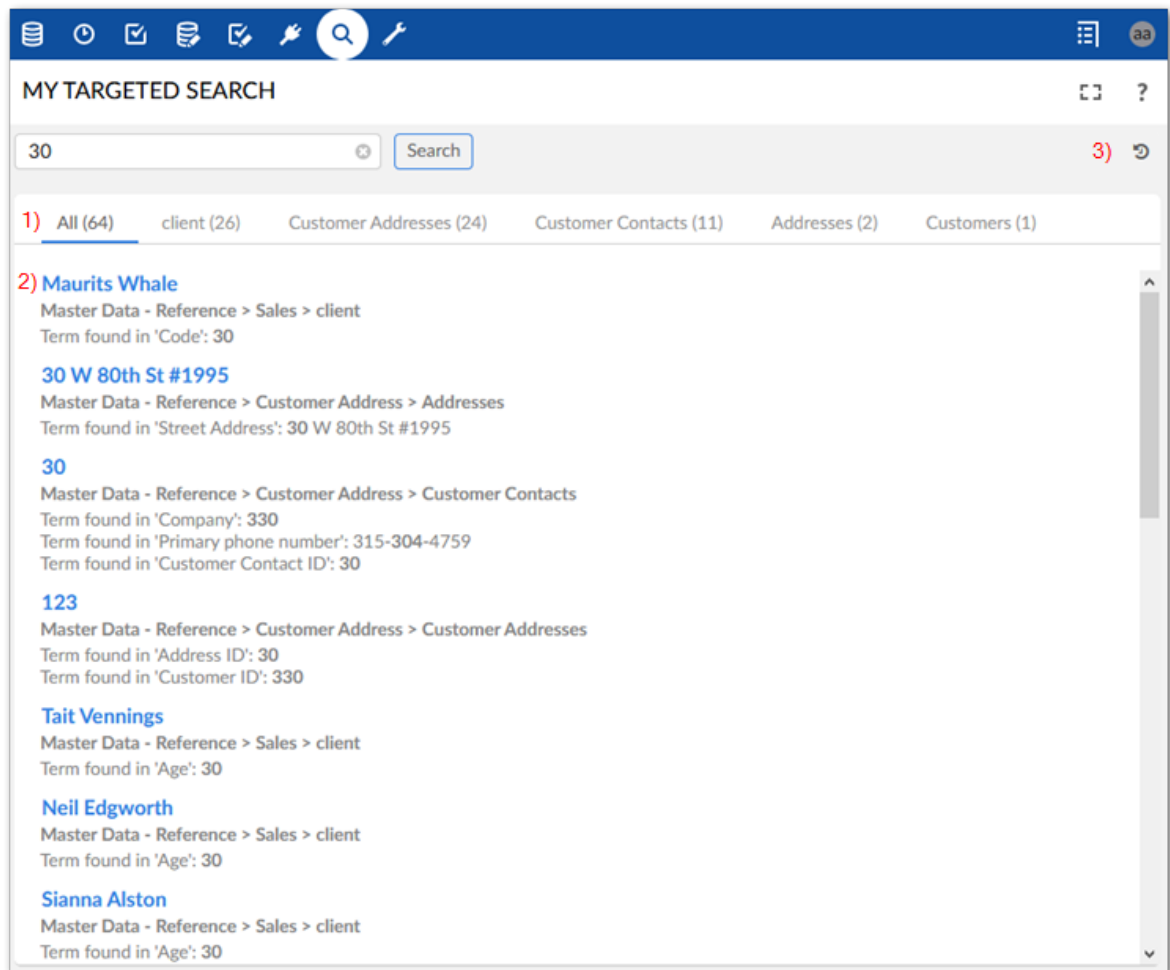 aa
MY TARGETED SEARCH ?
30 Search 3)
1) All (64) client (26) Customer Addresses (24) Customer Contacts (11) Addresses (2) Customers (1)
2) Maurits Whale
Master Data - Reference > Sales > client
Term found in 'Code': 30
30 W 80th St #1995
Master Data - Reference > Customer Address > Addresses
Term found in 'Street Address': 30 W 80th St #1995
30
Master Data - Reference > Customer Address > Customer Contacts
Term found in 'Company': 330
Term found in 'Primary phone number': 315-304-4759
Term found in 'Customer Contact ID': 30
123
Master Data - Reference > Customer Address > Customer Addresses
Term found in 'Address ID': 30
Term found in 'Customer ID': 330
Tait Vennings
Master Data - Reference > Sales > client
Term found in 'Age': 30
Neil Edgworth
Master Data - Reference > Sales > client
Term found in 'Age': 30
Sianna Alston
Master Data - Reference > Sales > client
Term found in 'Age': 30